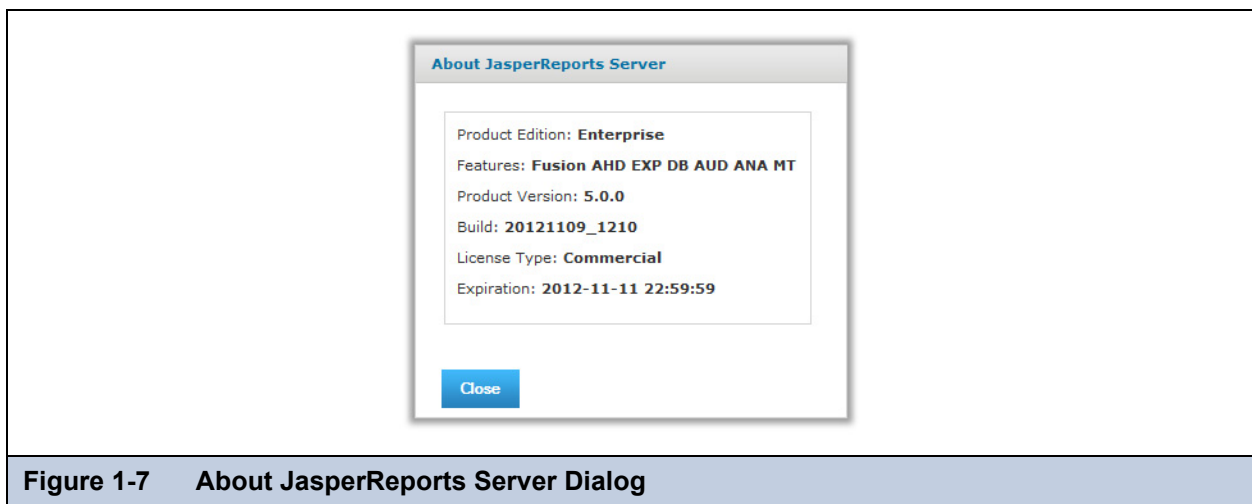 About JasperReports Server
Product Edition: Enterprise
Features: Fusion AHD EXP DB AUD ANA MT
Product Version: 5.0.0
Build: 20121109_1210
License Type: Commercial
Expiration: 2012-11-11 22:59:59
Close
Figure 1-7 About JasperReports Server Dialog